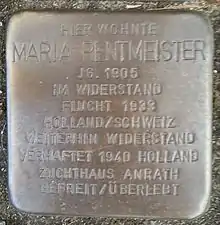 HIER WOHNTE
MARIA RENTMEISTER
JG. 1905
IM WIDERSTAND
FLUCHT 1933
HOLLAND/SCHWEIZ
WEITERHIN WIDERSTAND
VERHAFTET 1940 HOLLAND
ZUCHTHAUS ANRATH
BEFREIT/ÜBERLEBT